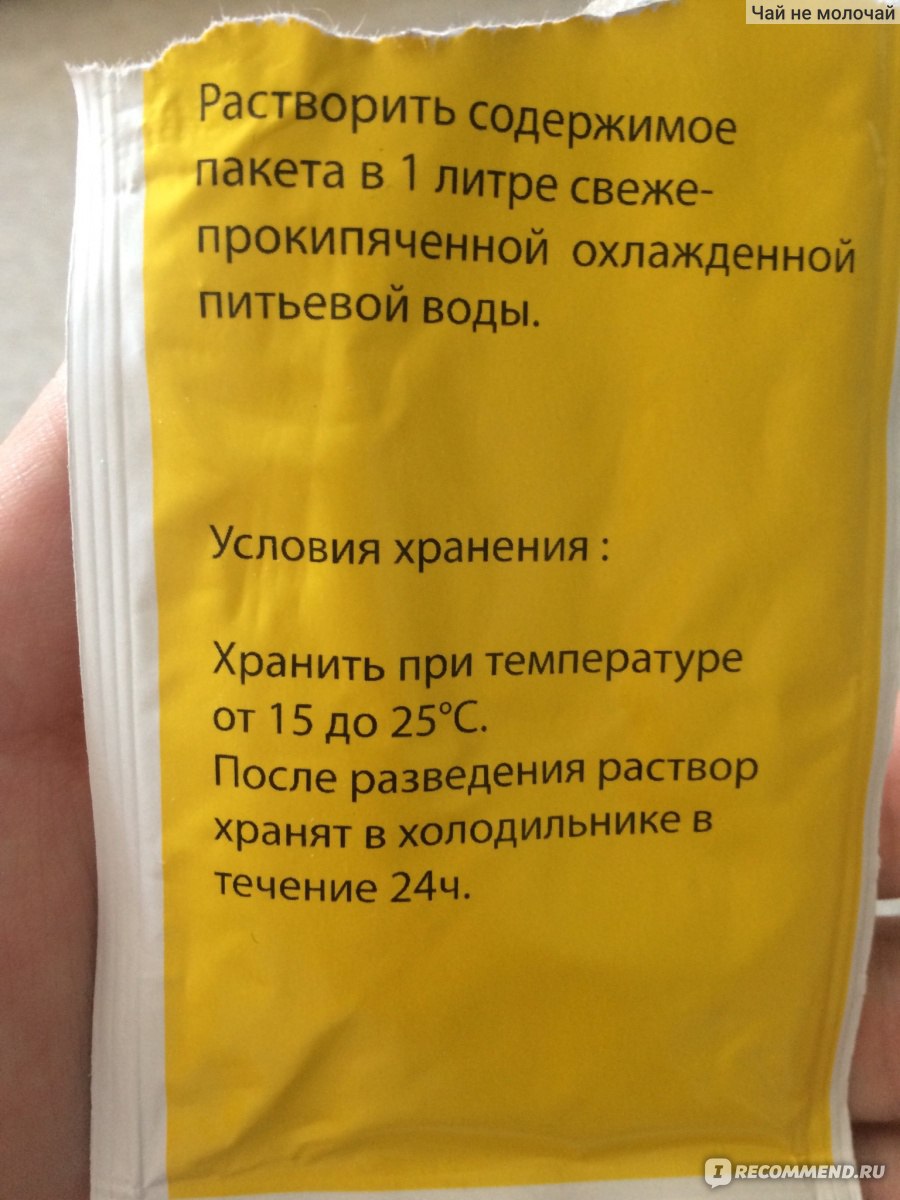 Чай не молочай
Растворить содержимое
пакета в 1 литре свеже-
прокипяченной охлажденной
питьевой воды.
Условия хранения :
Хранить при температуре
от 15 до 25°С.
После разведения раствор
хранят в холодильнике в
течение 24ч.
IRECOMMEND.RU